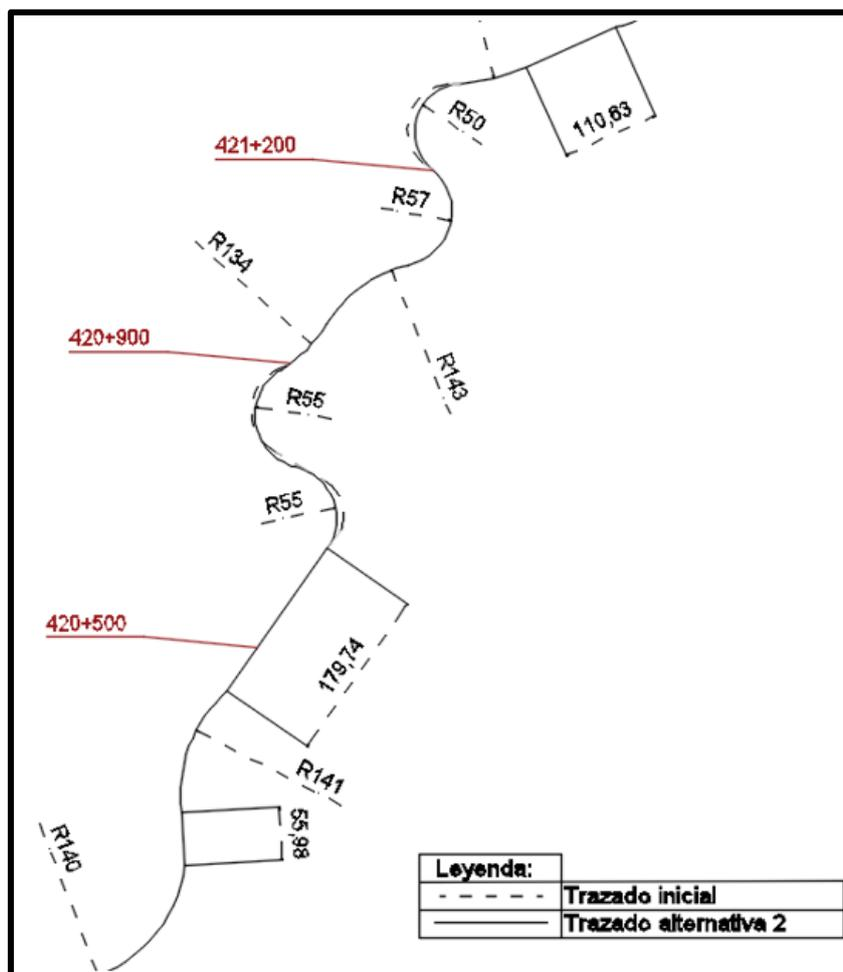 R50
110,63
421+200
R57
R134
420+900
R143
R55
R55
420+500
179,74
R141
55,98
R140
Leyenda:
Trazado inicial
Trazado alternativa 2